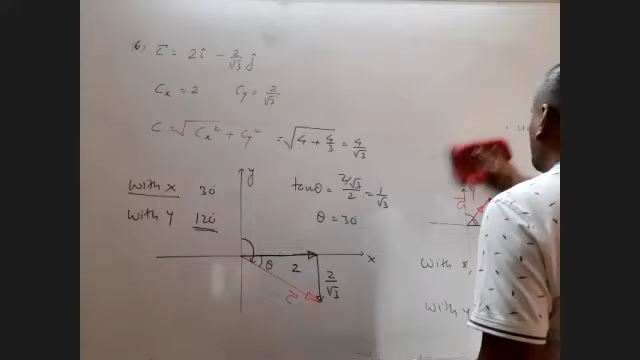 (6) c̄ = 2î - 2/√3 ĵ
Cx = 2 Cy = 2/√3
C = √(Cx² + Cy²) = √(4 + 4/3) = 4/√3
with x 30°
with y 120°
y
tanθ = (2/√3)/2 = 1/√3
θ = 30°
θ
2
x
2/√3
c̄
y
with x,
with y